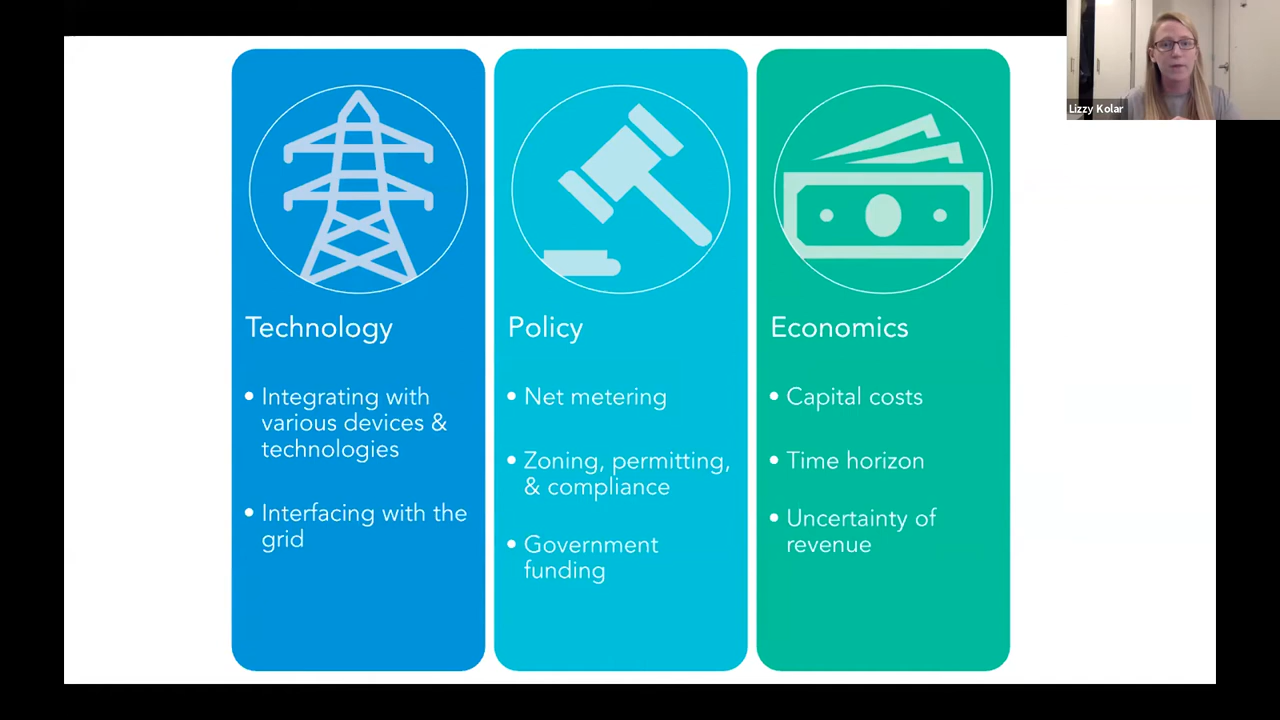 Lizzy Kolar
Technology
• Integrating with
various devices &
technologies
• Interfacing with the
grid
Policy
• Net metering
• Zoning, permitting,
& compliance
• Government
funding
Economics
• Capital costs
• Time horizon
• Uncertainty of
revenue